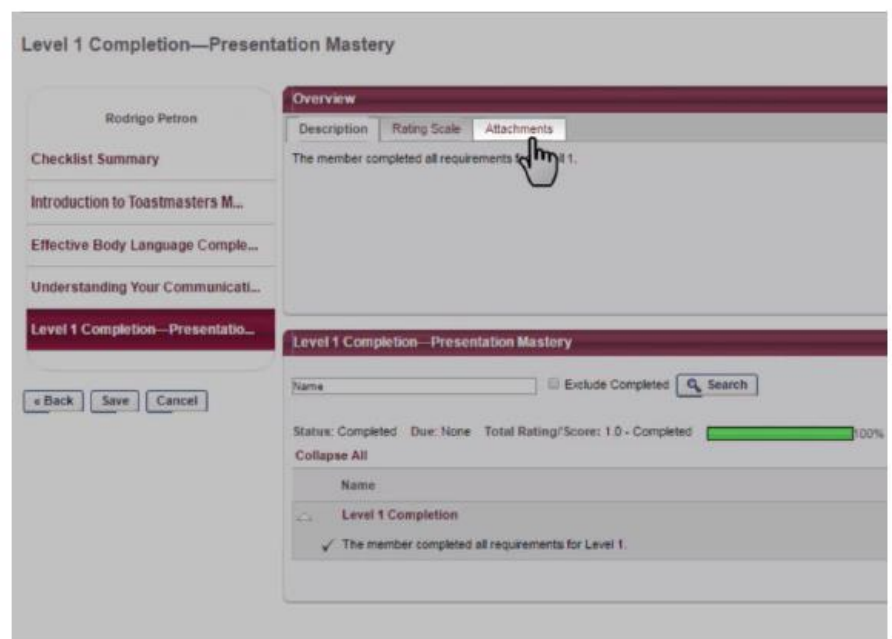 Level 1 Completion—Presentation Mastery
Rodrigo Petron
Checklist Summary
Introduction to Toastmasters M...
Effective Body Language Comple...
Understanding Your Communicati...
Level 1 Completion—Presentatio...
« Back Save Cancel
Overview
Description Rating Scale Attachments
The member completed all requirements 1.
Level 1 Completion—Presentation Mastery
Name Exclude Completed Search
Status: Completed Due: None Total Rating/Score: 1.0 - Completed 100%
Collapse All
Name
Level 1 Completion
The member completed all requirements for Level 1.